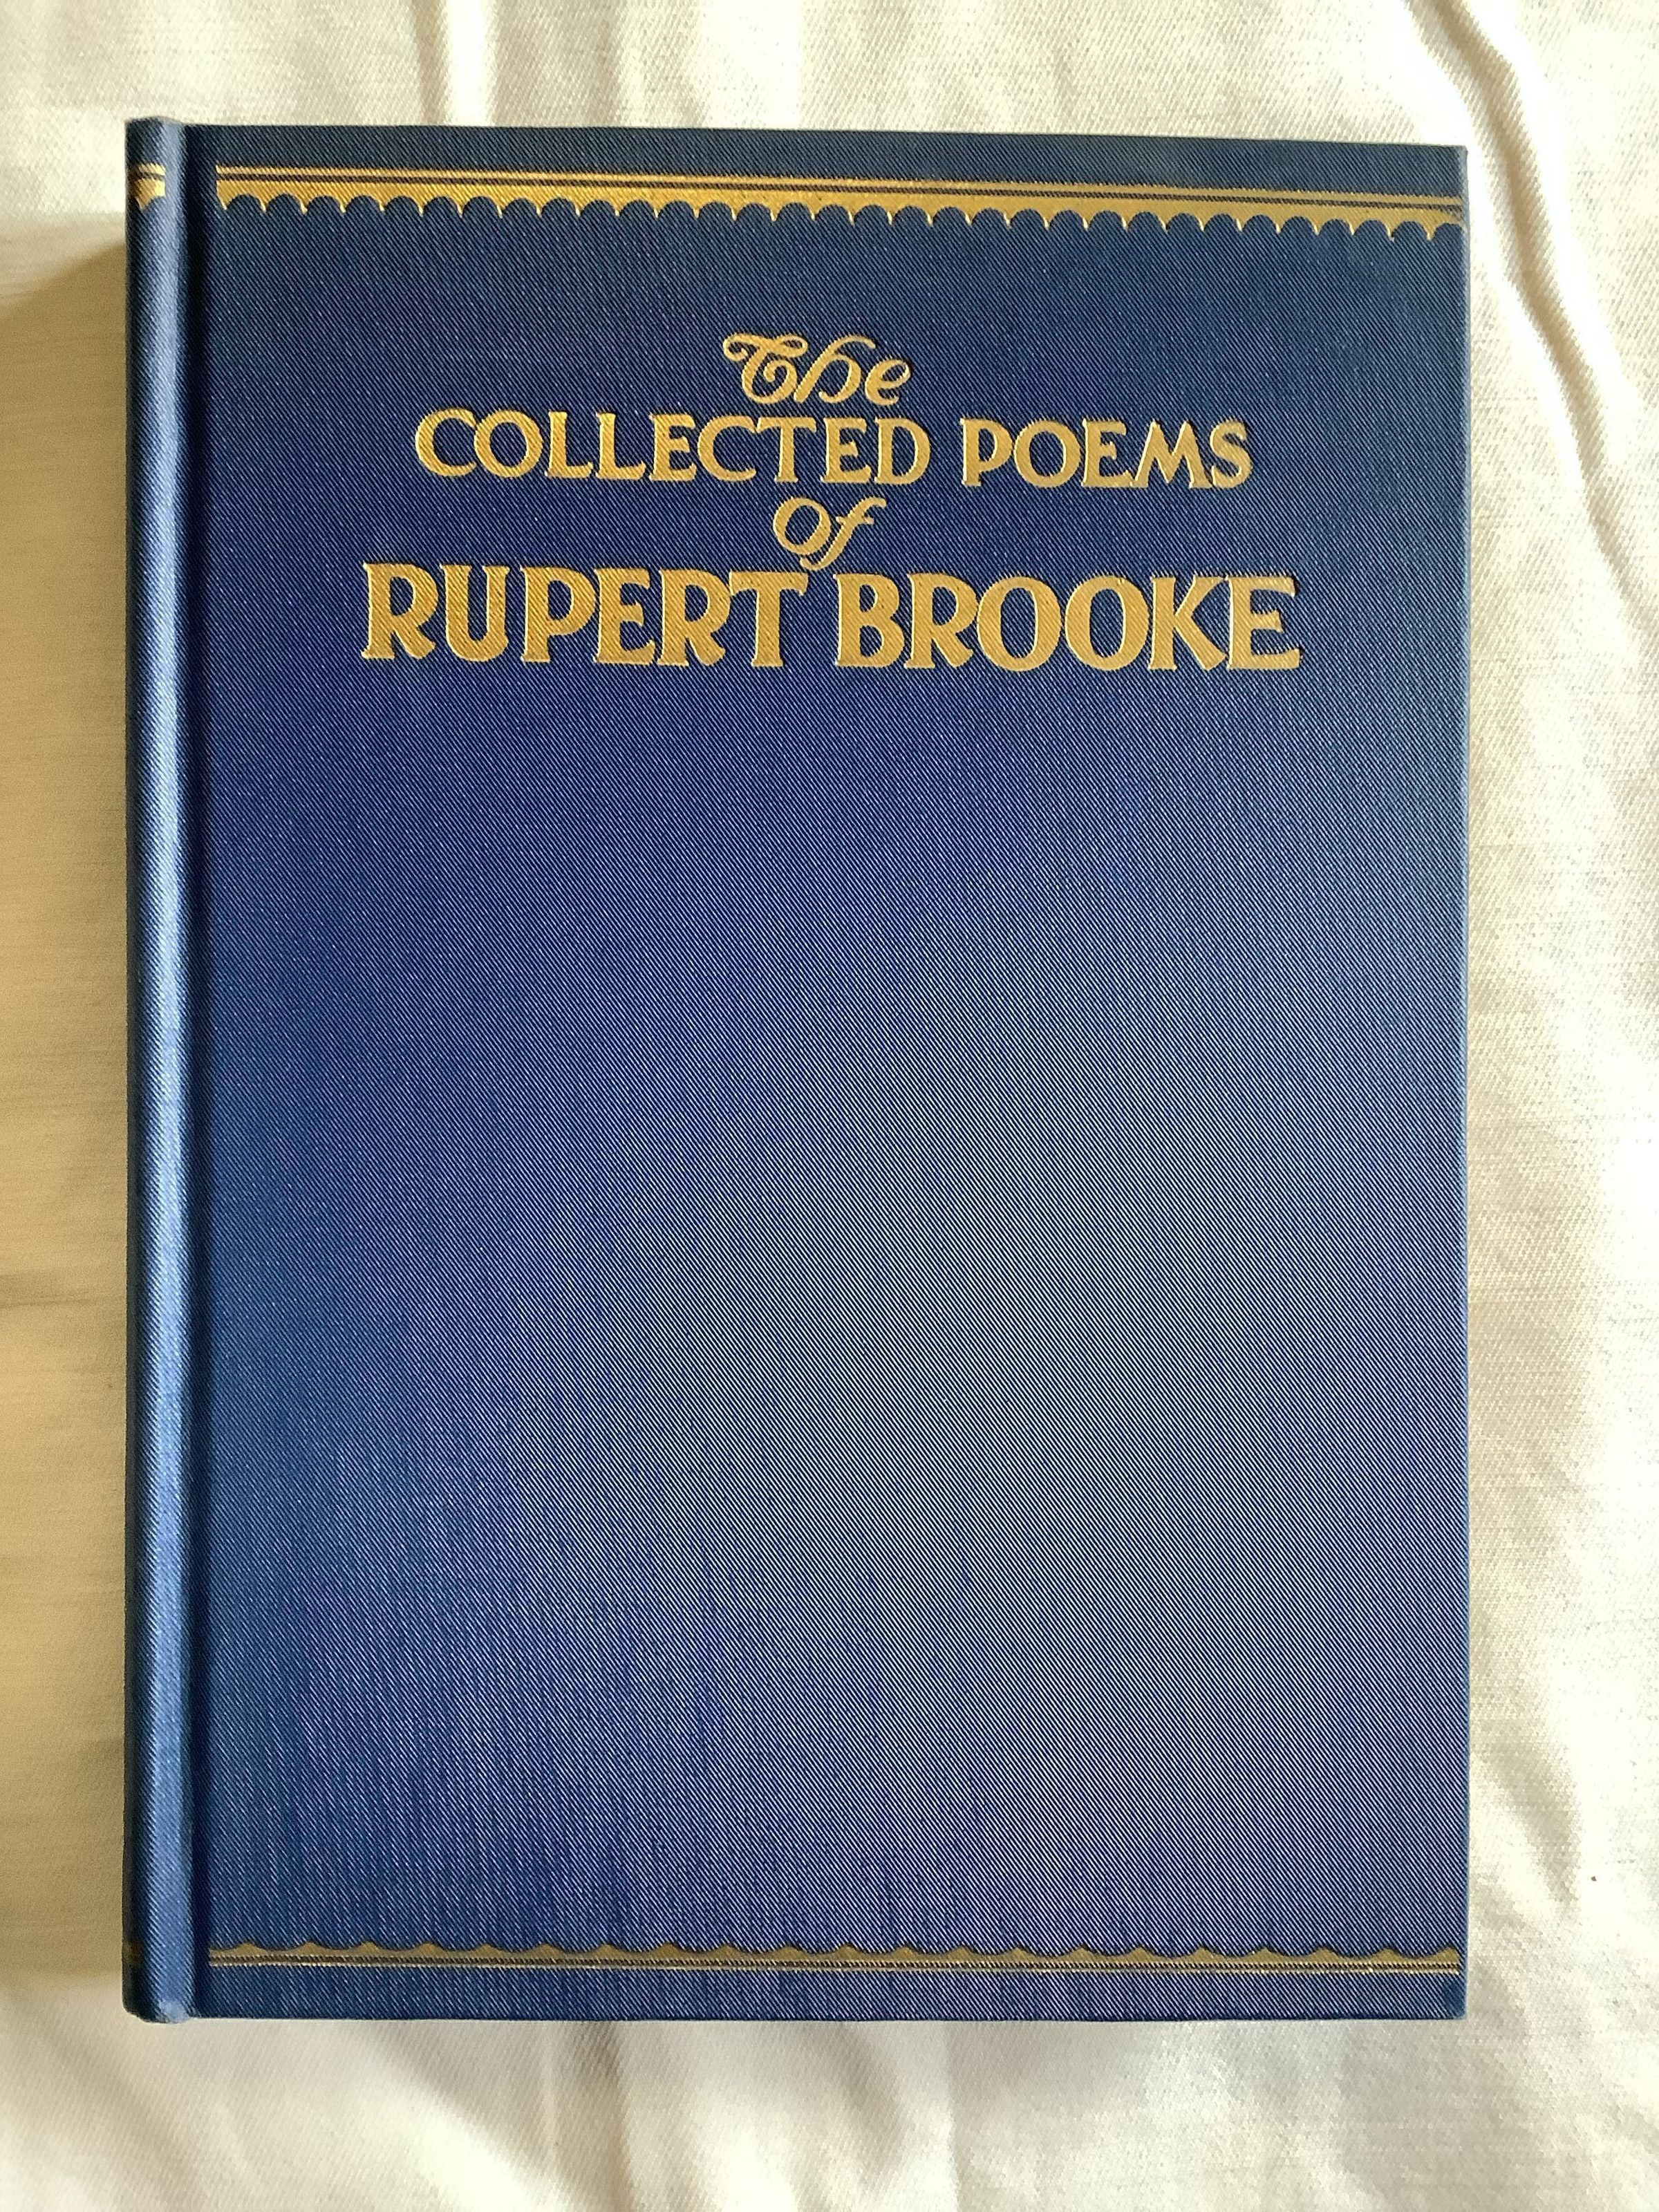 The
COLLECTED POEMS
Of
RUPERT BROOKE